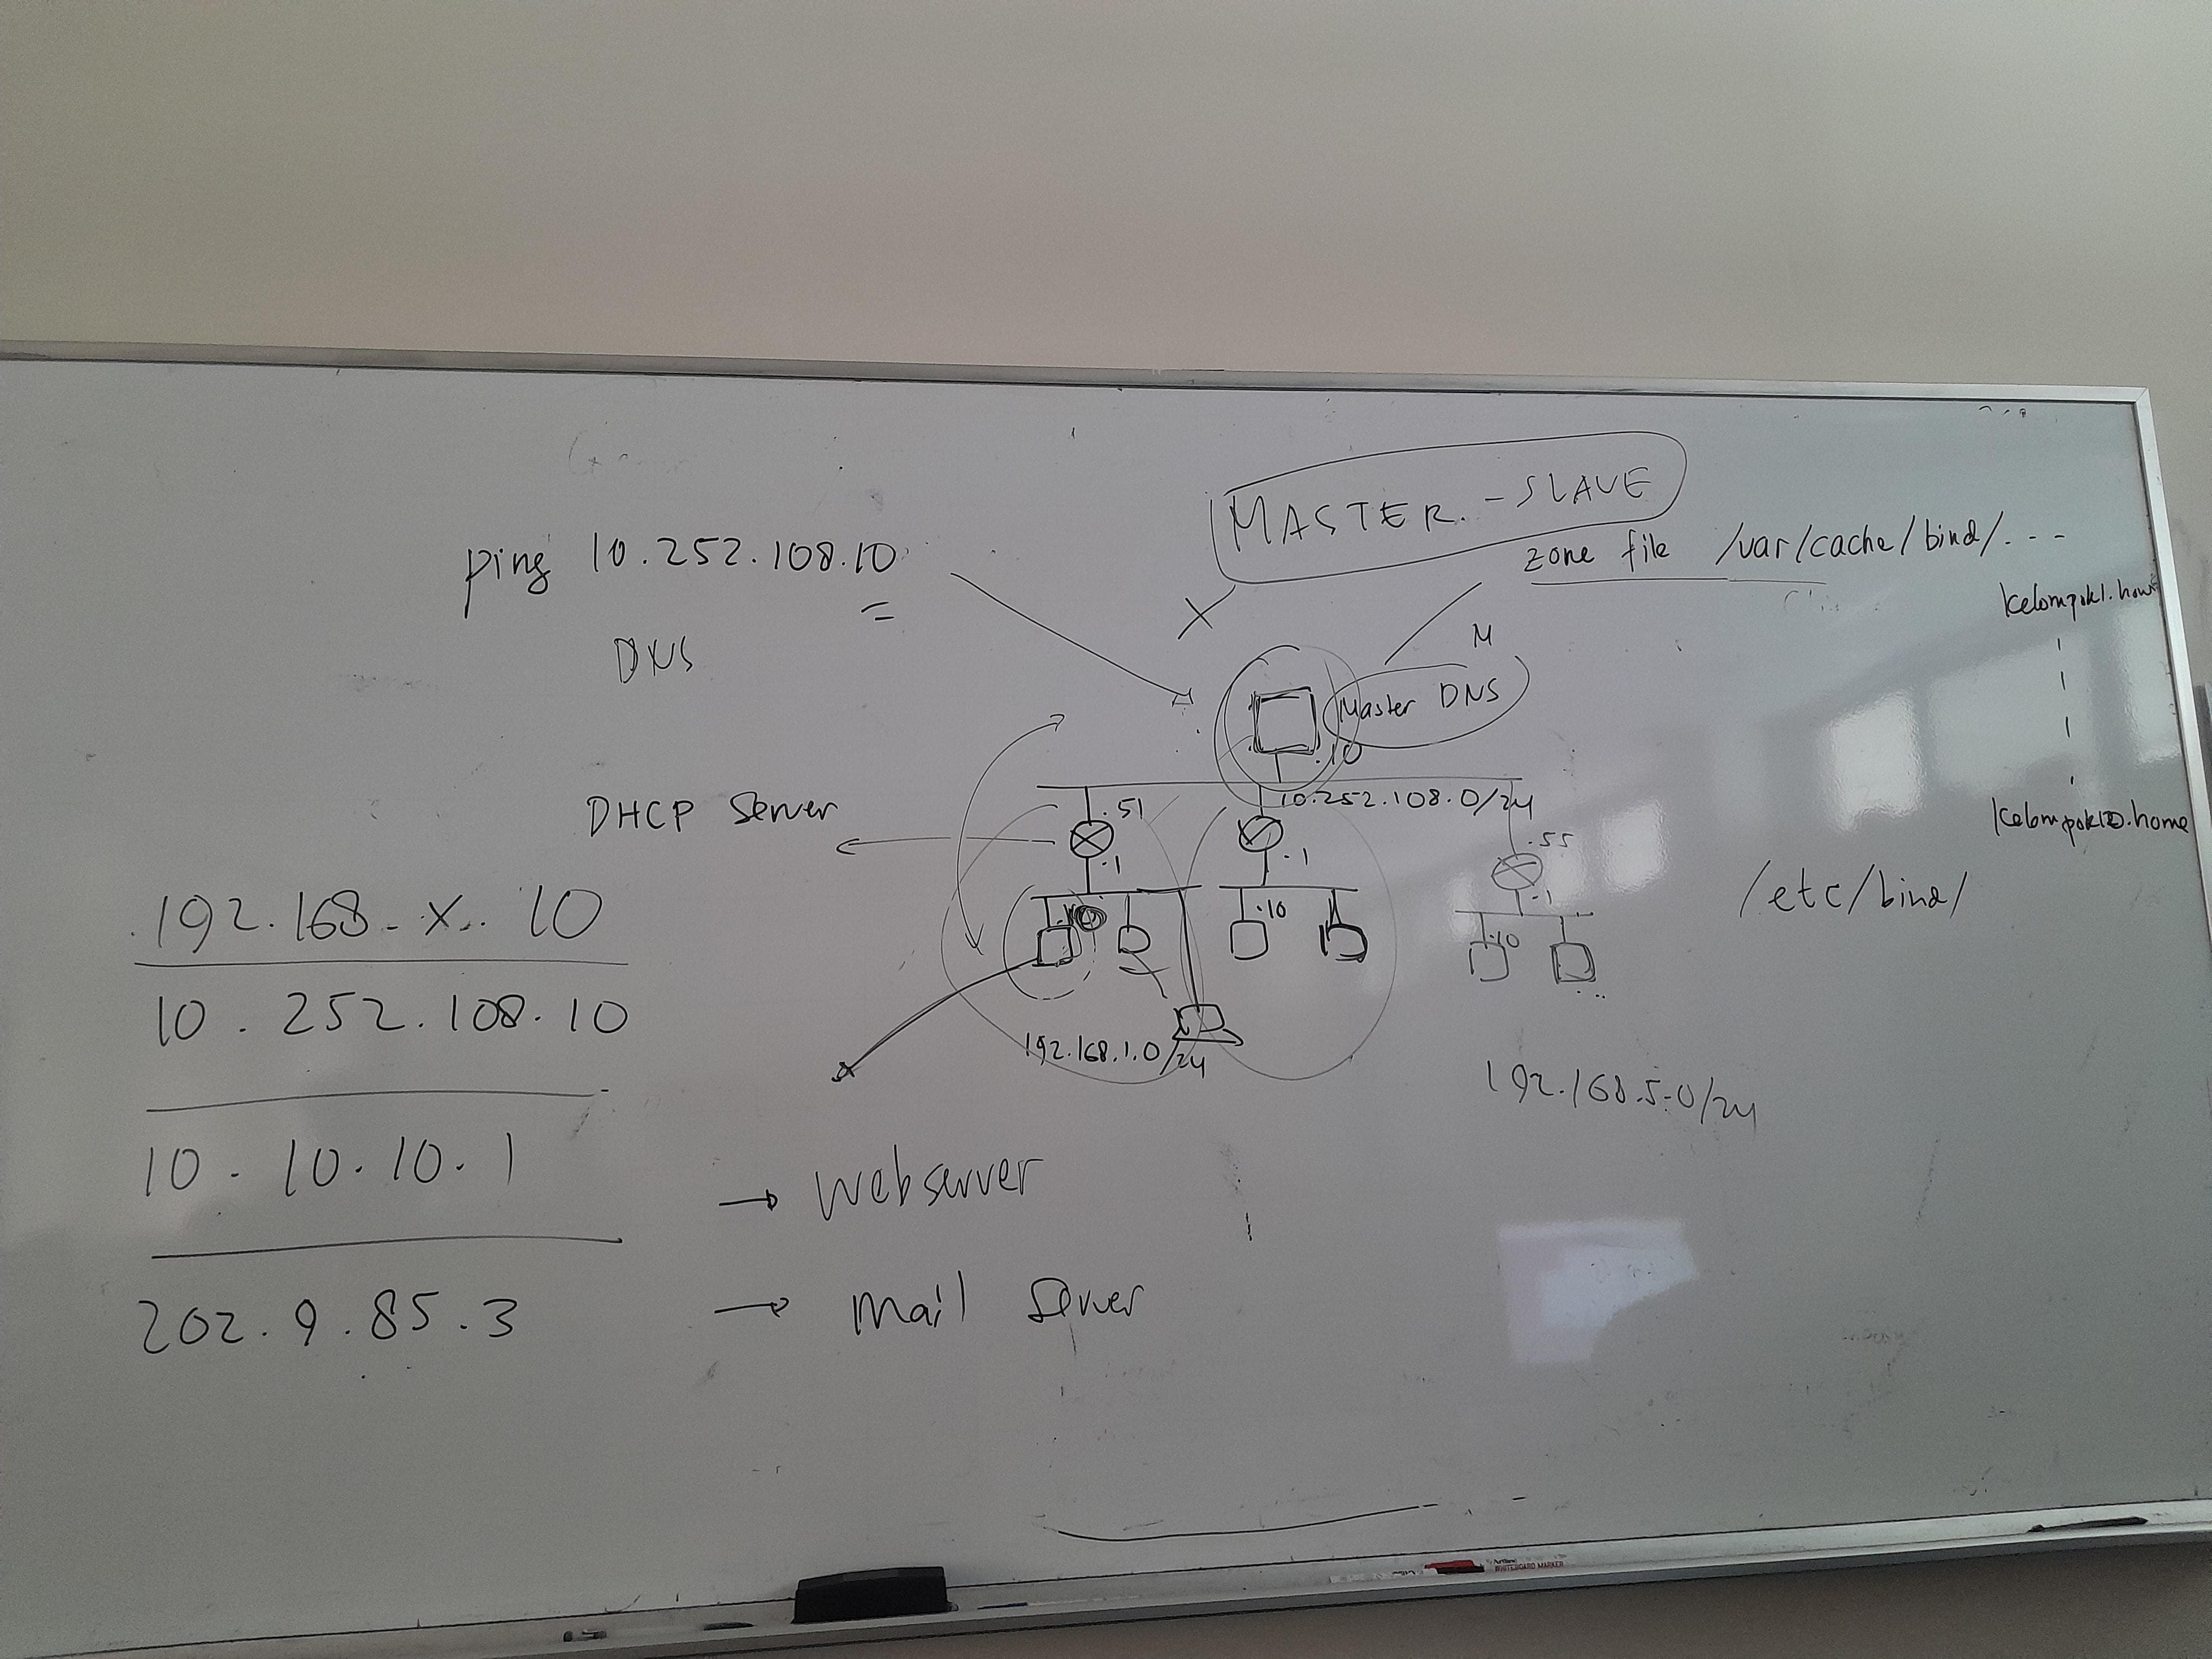 MASTER. - SLAVE
ping 10.252.108.10
=
zone file /var/cache/bind/...
DNS
M
Master DNS
.10
kelompok1.home
DHCP Server
.51
10.252.108.0/24
.1
.1
.55
.1
kelompok10.home
/etc/bind/
.10
.10
192.168.x.10
10.252.108.10
192.168.1.0/24
192.168.5.0/24
10.10.10.1
→ Webserver
202.9.85.3
→ Mail Server
WHITEBOARD MARKER